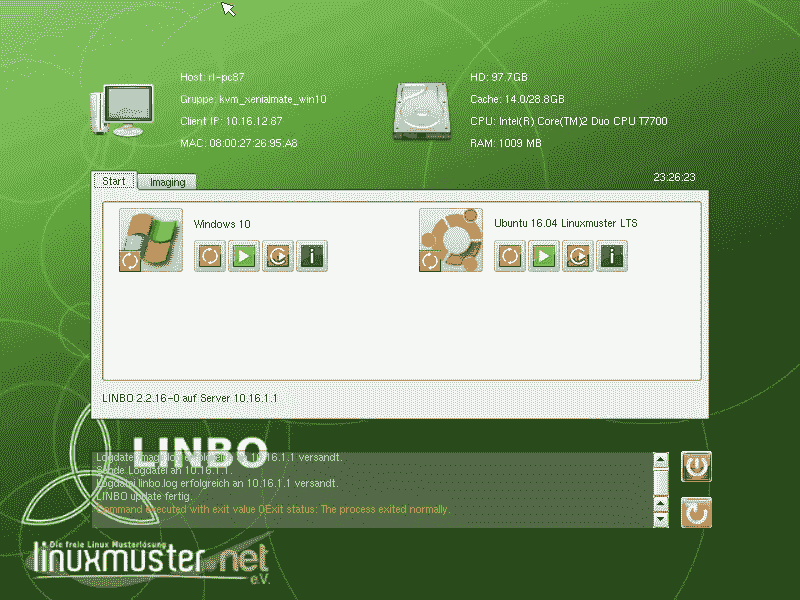 Host: r1-pc87
Gruppe: kvm_xenialmate_win10
Client IP: 10.16.12.87
MAC: 08:00:27:26:95:A8
HD: 97.7GB
Cache: 14.0/28.8GB
CPU: Intel(R) Core(TM)2 Duo CPU T7700
RAM: 1009 MB
23:26:23
Start
Imaging
Windows 10
Ubuntu 16.04 Linuxmuster LTS
LINBO 2.2.16-0 auf Server 10.16.1.1
LINBO
10.16.1.1 versandt.
Sende Logdatei an 10.16.1.1.
Logdatei linbo.log erfolgreich an 10.16.1.1 versandt.
LINBO update fertig.
Command executed with exit value 0Exit status: The process exited normally.
Die freie Linux Musterlösung
linuxmuster.net
e.V.